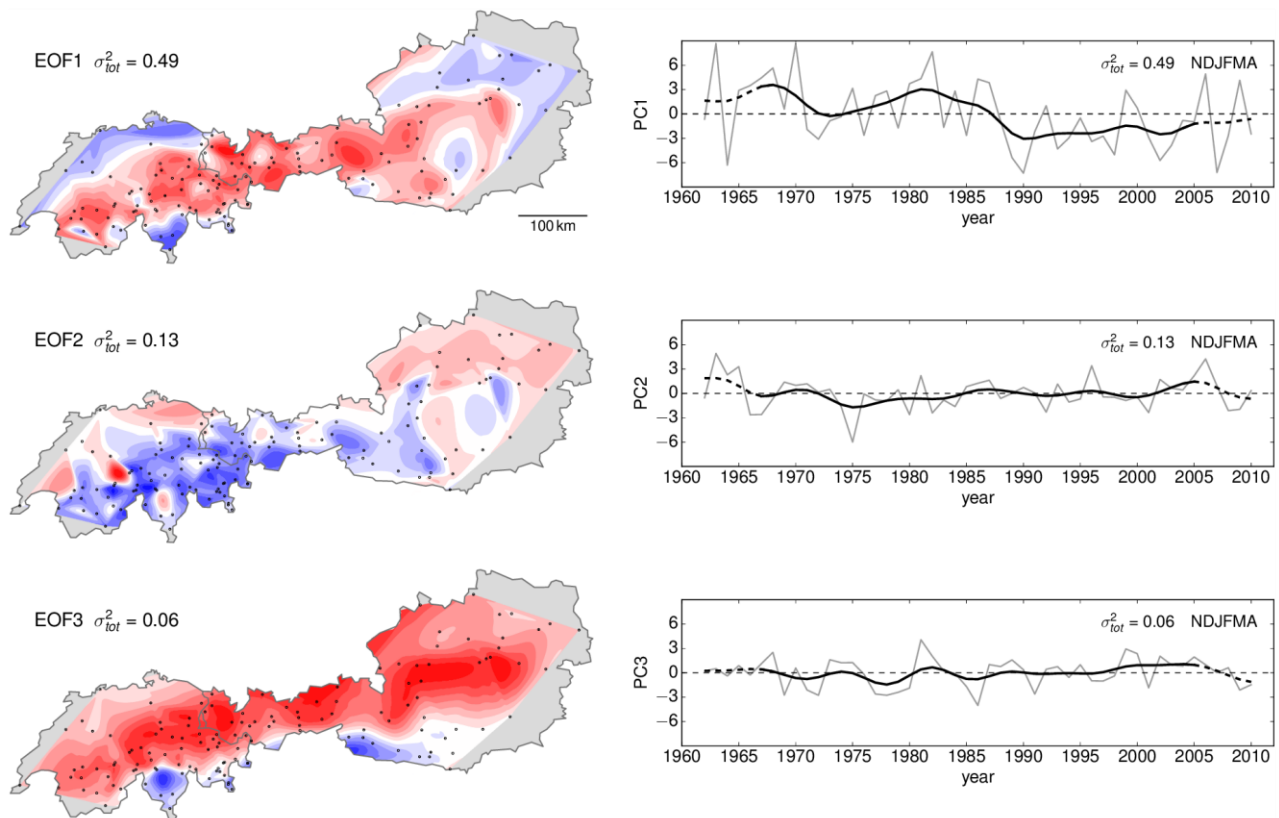 EOF1 σ²tot = 0.49
100 km
σ²tot = 0.49 NDJFMA
PC1
6
3
0
−3
−6
1960 1965 1970 1975 1980 1985 1990 1995 2000 2005 2010
year
EOF2 σ²tot = 0.13
σ²tot = 0.13 NDJFMA
PC2
6
3
0
−3
−6
1960 1965 1970 1975 1980 1985 1990 1995 2000 2005 2010
year
EOF3 σ²tot = 0.06
σ²tot = 0.06 NDJFMA
PC3
6
3
0
−3
−6
1960 1965 1970 1975 1980 1985 1990 1995 2000 2005 2010
year